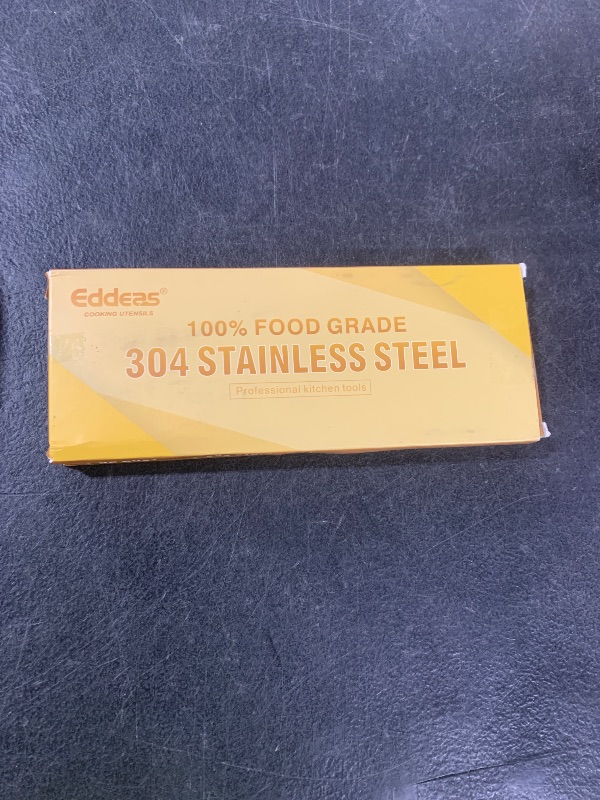 Eddeas®
COOKING UTENSILS
100% FOOD GRADE
304 STAINLESS STEEL
Professional kitchen tools